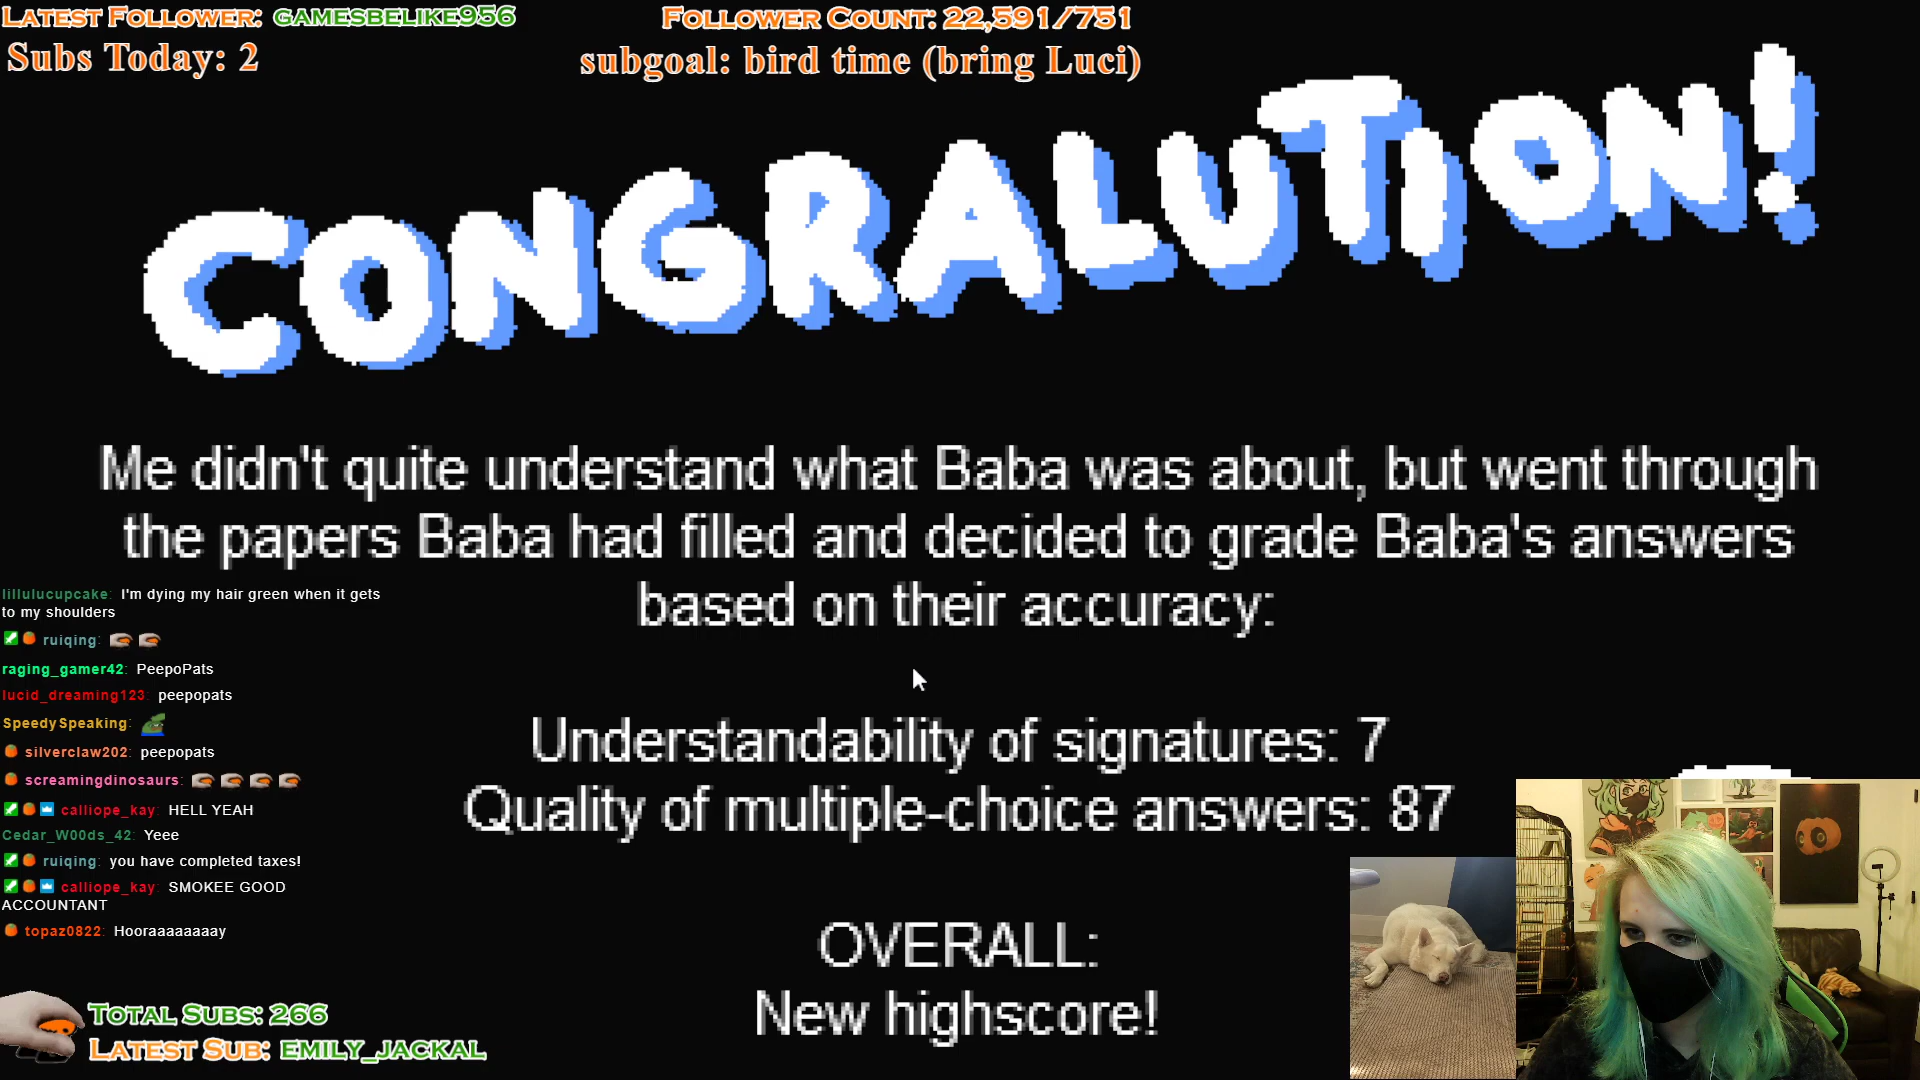 LATEST FOLLOWER: GAMESBELIKE956
FOLLOWER COUNT: 22,591/751
Subs Today: 2
subgoal: bird time (bring Luci)
CONGRALUTION!
Me didn't quite understand what Baba was about, but went through
the papers Baba had filled and decided to grade Baba's answers
based on their accuracy:
Understandability of signatures: 7
Quality of multiple-choice answers: 87
OVERALL:
New highscore!
lillulucupcake: I'm dying my hair green when it gets
to my shoulders
ruiqing:
raging_gamer42: PeepoPats
lucid_dreaming123: peepopats
SpeedySpeaking:
silverclaw202: peepopats
screamingdinosaurs:
calliope_kay: HELL YEAH
Cedar_W00ds_42: Yeee
ruiqing: you have completed taxes!
calliope_kay: SMOKEE GOOD
ACCOUNTANT
topaz0822: Hooraaaaaaaay
TOTAL SUBS: 266
LATEST SUB: EMILY_JACKAL